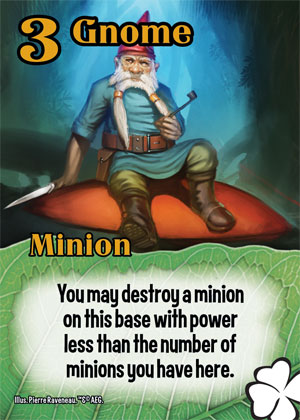 3 Gnome
Minion
You may destroy a minion
on this base with power
less than the number of
minions you have here.
Illus. Pierre Raveneau, ™©. AEG.